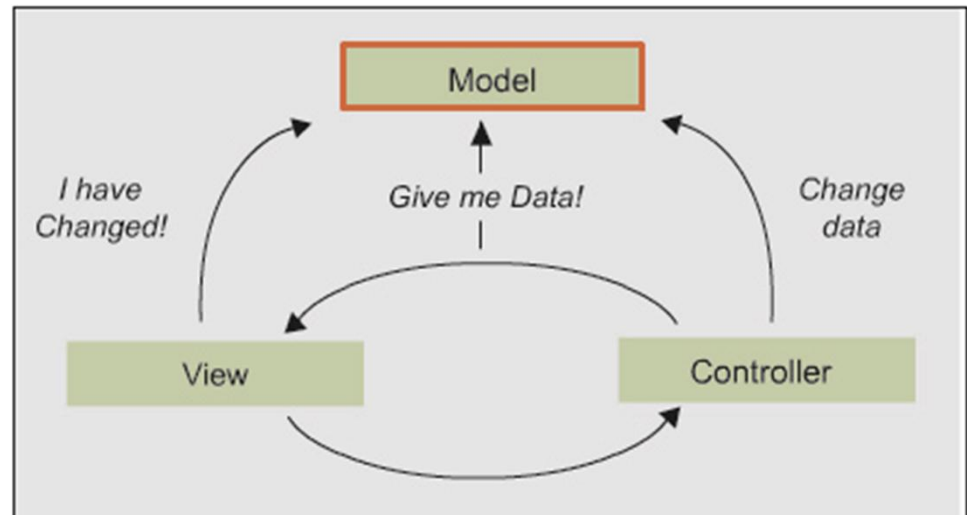 Model
I have
Changed!
Give me Data!
Change
data
View
Controller